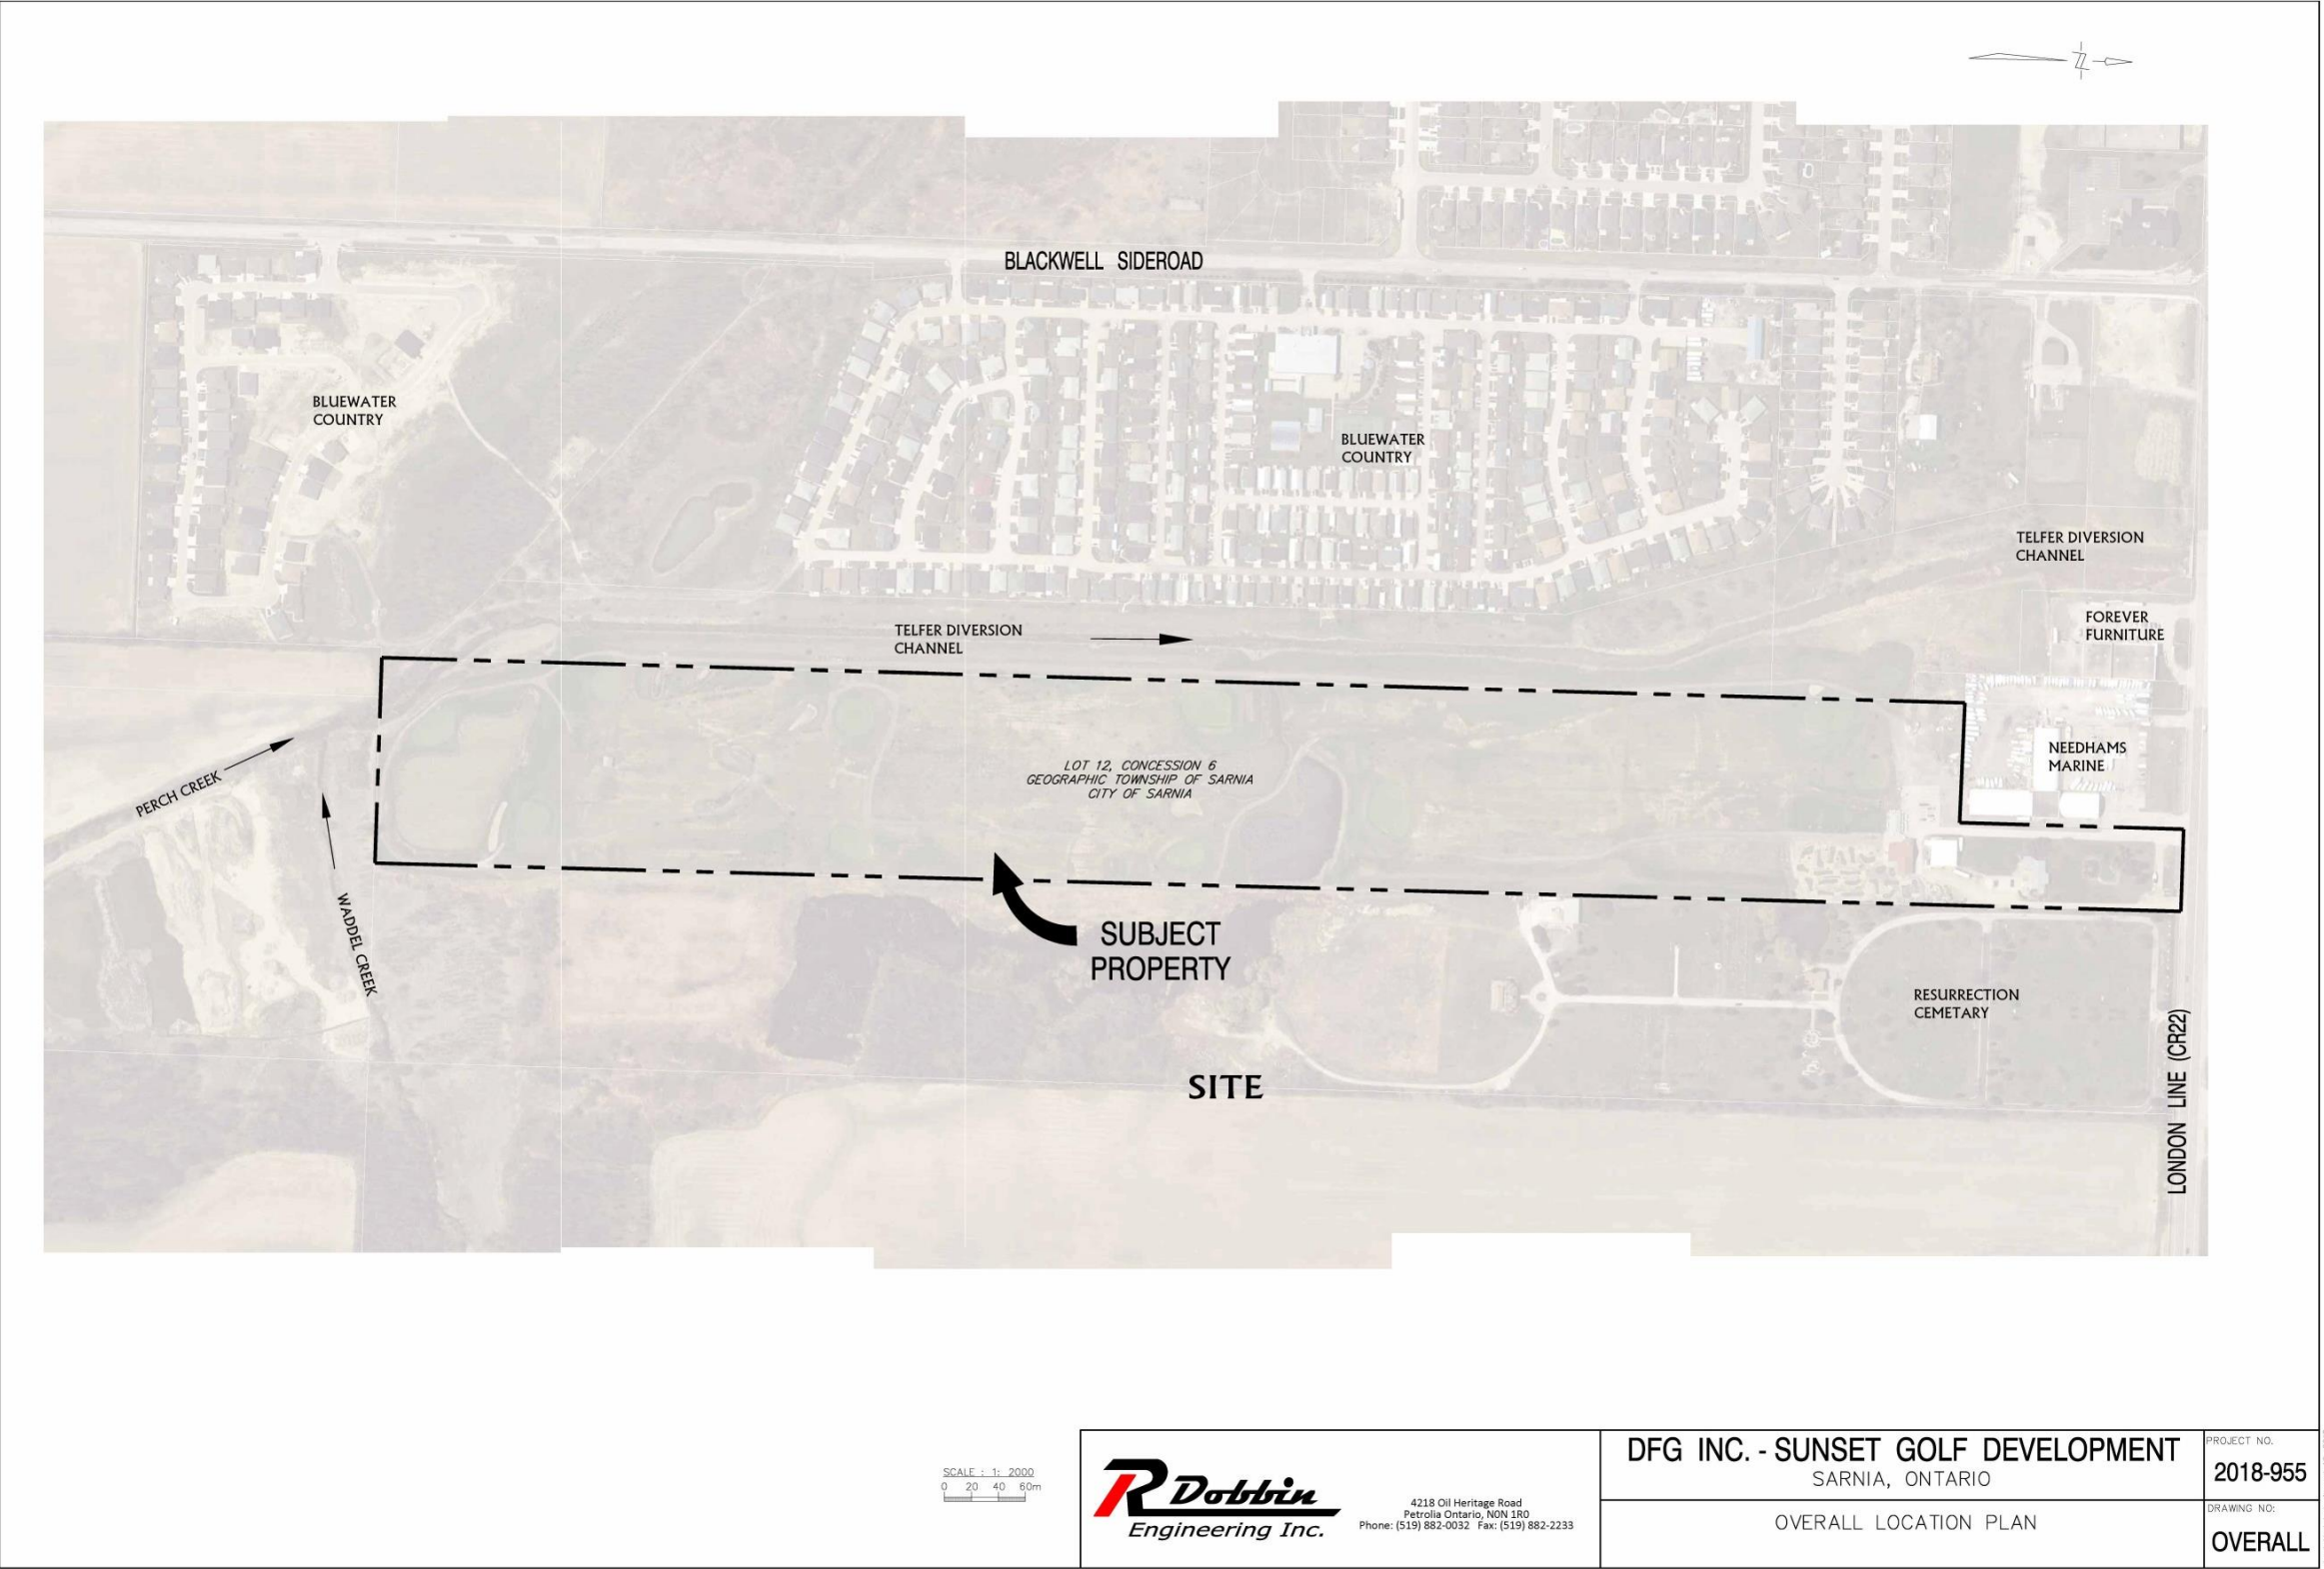 Z
BLACKWELL SIDEROAD
BLUEWATER
COUNTRY
BLUEWATER
COUNTRY
TELFER DIVERSION
CHANNEL
FOREVER
FURNITURE
TELFER DIVERSION
CHANNEL
NEEDHAMS
MARINE
LOT 12, CONCESSION 6
GEOGRAPHIC TOWNSHIP OF SARNIA
CITY OF SARNIA
PERCH CREEK
WADDEL CREEK
SUBJECT
PROPERTY
RESURRECTION
CEMETARY
SITE
LONDON LINE (CR22)
SCALE : 1: 2000
0 20 40 60m
R Dobbin
Engineering Inc.
4218 Oil Heritage Road
Petrolia Ontario, N0N 1R0
Phone: (519) 882-0032 Fax: (519) 882-2233
DFG INC. - SUNSET GOLF DEVELOPMENT
SARNIA, ONTARIO
OVERALL LOCATION PLAN
PROJECT NO.
2018-955
DRAWING NO:
OVERALL